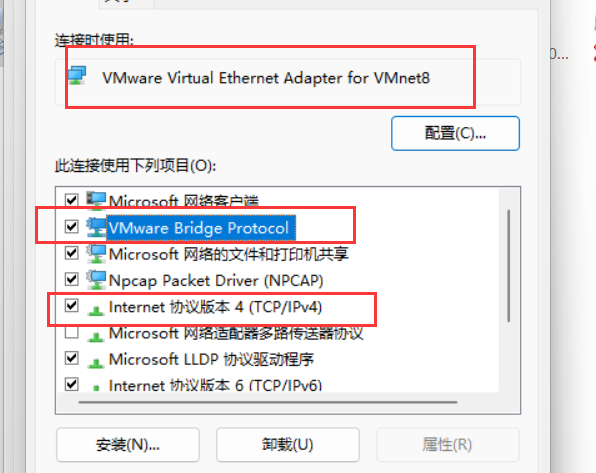 连接时使用:
VMware Virtual Ethernet Adapter for VMnet8
0...
配置(C)...
此连接使用下列项目(O):
Microsoft 网络客户端
VMware Bridge Protocol
Microsoft 网络的文件和打印机共享
Npcap Packet Driver (NPCAP)
Internet 协议版本 4 (TCP/IPv4)
Microsoft 网络适配器多路传送器协议
Microsoft LLDP 协议驱动程序
Internet 协议版本 6 (TCP/IPv6)
安装(N)...
卸载(U)
属性(R)